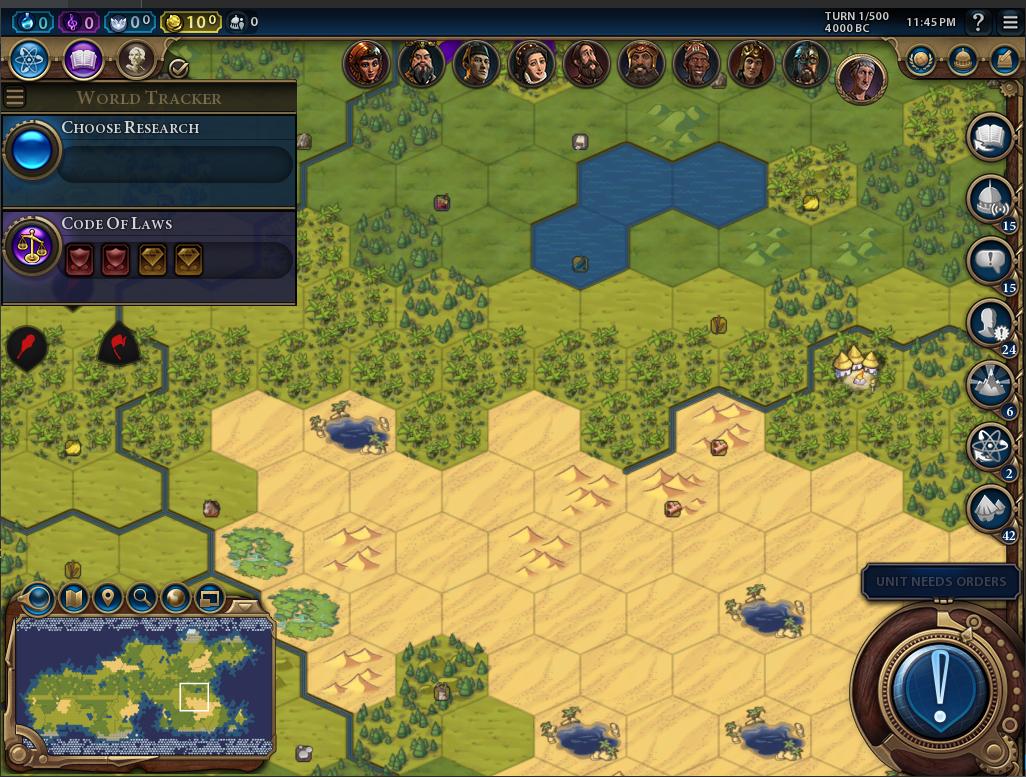 0 0 0⁰ 10⁰ 0
TURN 1/500
4000 BC
11:45 PM ?
WORLD TRACKER
CHOOSE RESEARCH
CODE OF LAWS
15
15
24
6
2
42
UNIT NEEDS ORDERS